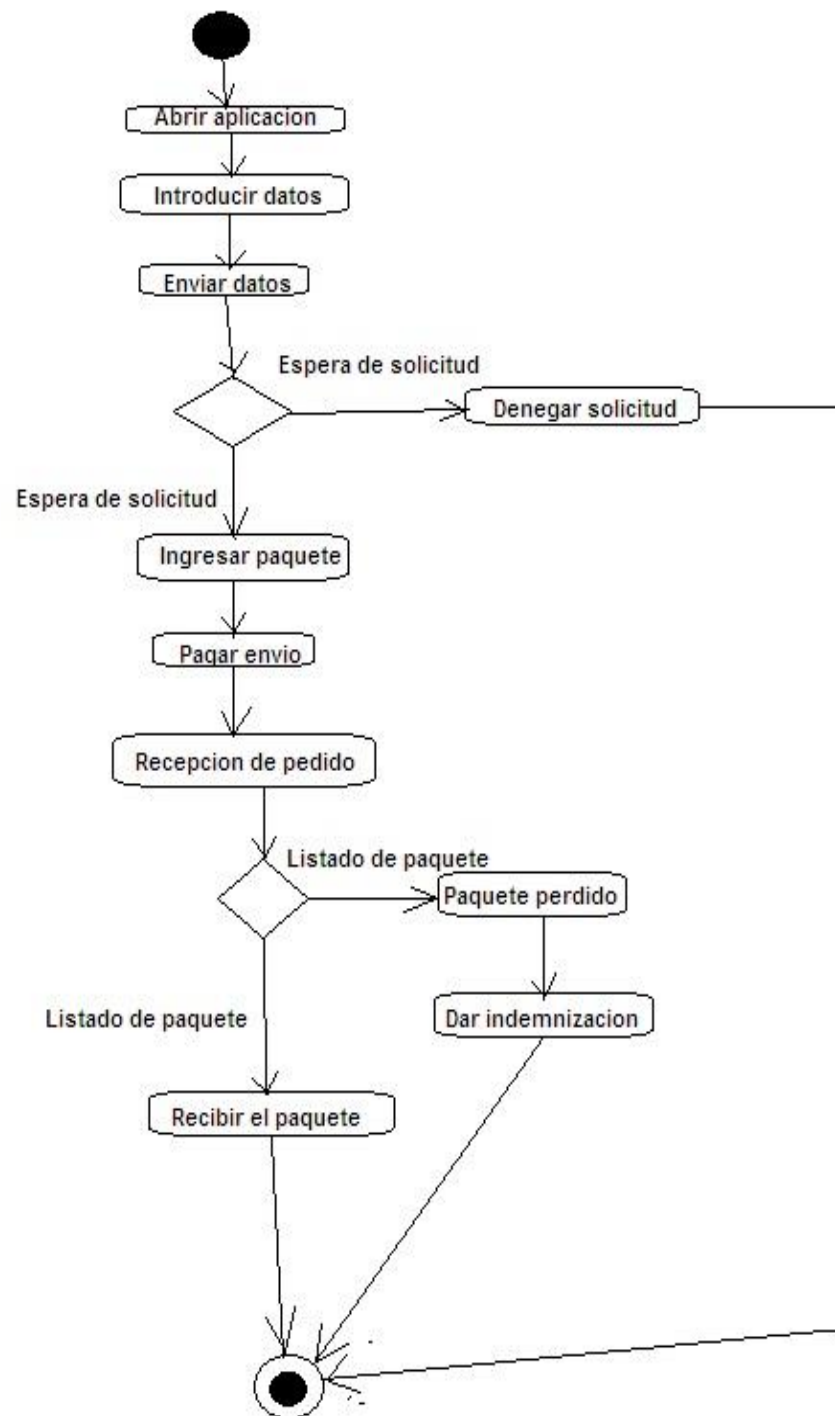 Abrir aplicacion
Introducir datos
Enviar datos
Espera de solicitud
Denegar solicitud
Espera de solicitud
Ingresar paquete
Pagar envio
Recepcion de pedido
Listado de paquete
Paquete perdido
Listado de paquete
Dar indemnizacion
Recibir el paquete